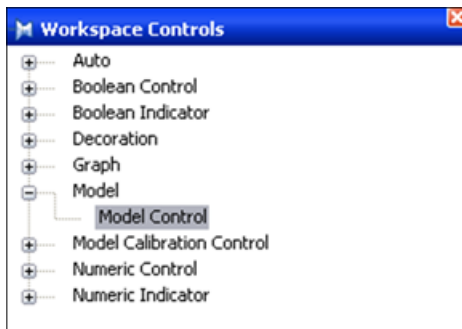 Workspace Controls
Auto
Boolean Control
Boolean Indicator
Decoration
Graph
Model
Model Control
Model Calibration Control
Numeric Control
Numeric Indicator